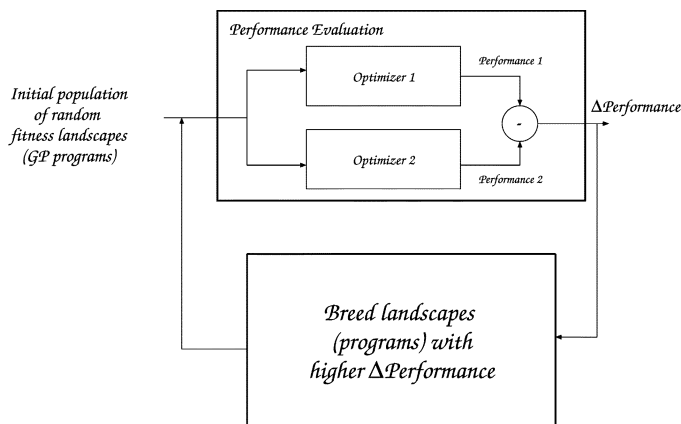 Performance Evaluation
Optimizer 1
Performance 1
Initial population
of random
fitness landscapes
(GP programs)
-
ΔPerformance
Optimizer 2
Performance 2
Breed landscapes
(programs) with
higher ΔPerformance